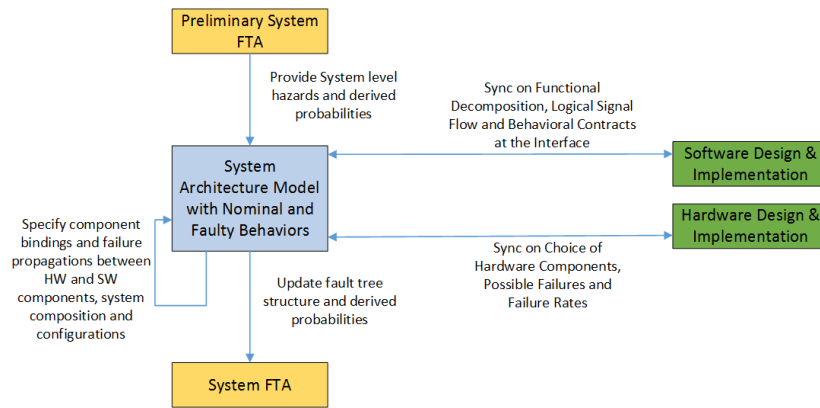 Preliminary System
FTA
Provide System level
hazards and derived
probabilities
Sync on Functional
Decomposition, Logical Signal
Flow and Behavioral Contracts
at the Interface
System
Architecture Model
with Nominal and
Faulty Behaviors
Software Design &
Implementation
Hardware Design &
Implementation
Specify component
bindings and failure
propagations between
HW and SW
components, system
composition and
configurations
Sync on Choice of
Hardware Components,
Possible Failures and
Failure Rates
Update fault tree
structure and derived
probabilities
System FTA